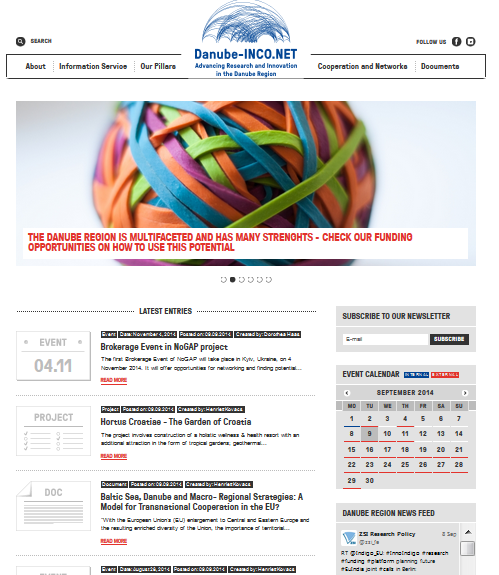 SEARCH
FOLLOW US
Danube-INCO.NET
Advancing Research and Innovation
in the Danube Region
About
Information Service
Our Pillars
Cooperation and Networks
Documents
THE DANUBE REGION IS MULTIFACETED AND HAS MANY STRENGHTS - CHECK OUR FUNDING
OPPORTUNITIES ON HOW TO USE THIS POTENTIAL
LATEST ENTRIES
EVENT
04.11
Event Date: November 4, 2014 Posted on: 09.09.2014 Created by: Dorothea Haas
Brokerage Event in NoGAP project
The first Brokerage Event of NoGAP will take place in Kyiv, Ukraine, on 4
November 2014. It will offer opportunities for networking and finding potential...
READ MORE
PROJECT
Project Posted on: 09.09.2014 Created by: Henriett Kovacs
Hortus Croatiae - The Garden of Croatia
The project involves construction of a holistic wellness & health resort with an
additional attraction in the form of tropical gardens, geothermal...
READ MORE
DOC
Document Posted on: 09.09.2014 Created by: Henriett Kovacs
Baltic Sea, Danube and Macro- Regional Strategies: A
Model for Transnational Cooperation in the EU?
"With the European Union's (EU) enlargement to Central and Eastern Europe and
the resulting enriched diversity of the Union, the importance of territorial...
READ MORE
Event Date: August 29, 2014 Posted on: 09.09.2014 Created by: Henriett Kovacs
SUBSCRIBE TO OUR NEWSLETTER
E-mail
SUBSCRIBE
EVENT CALENDAR INTERNAL EXTERNAL
SEPTEMBER 2014
MO TU WE TH FR SA SU
1 2 3 4 5 6 7
8 9 10 11 12 13 14
15 16 17 18 19 20 21
22 23 24 25 26 27 28
29 30
DANUBE REGION NEWS FEED
ZSI Research Policy
8 Sep
@zsi_fe
RT @Indigo_EU: #Innoindigo #research
#funding #platform planning future
#EuIndia joint #calls in Berlin